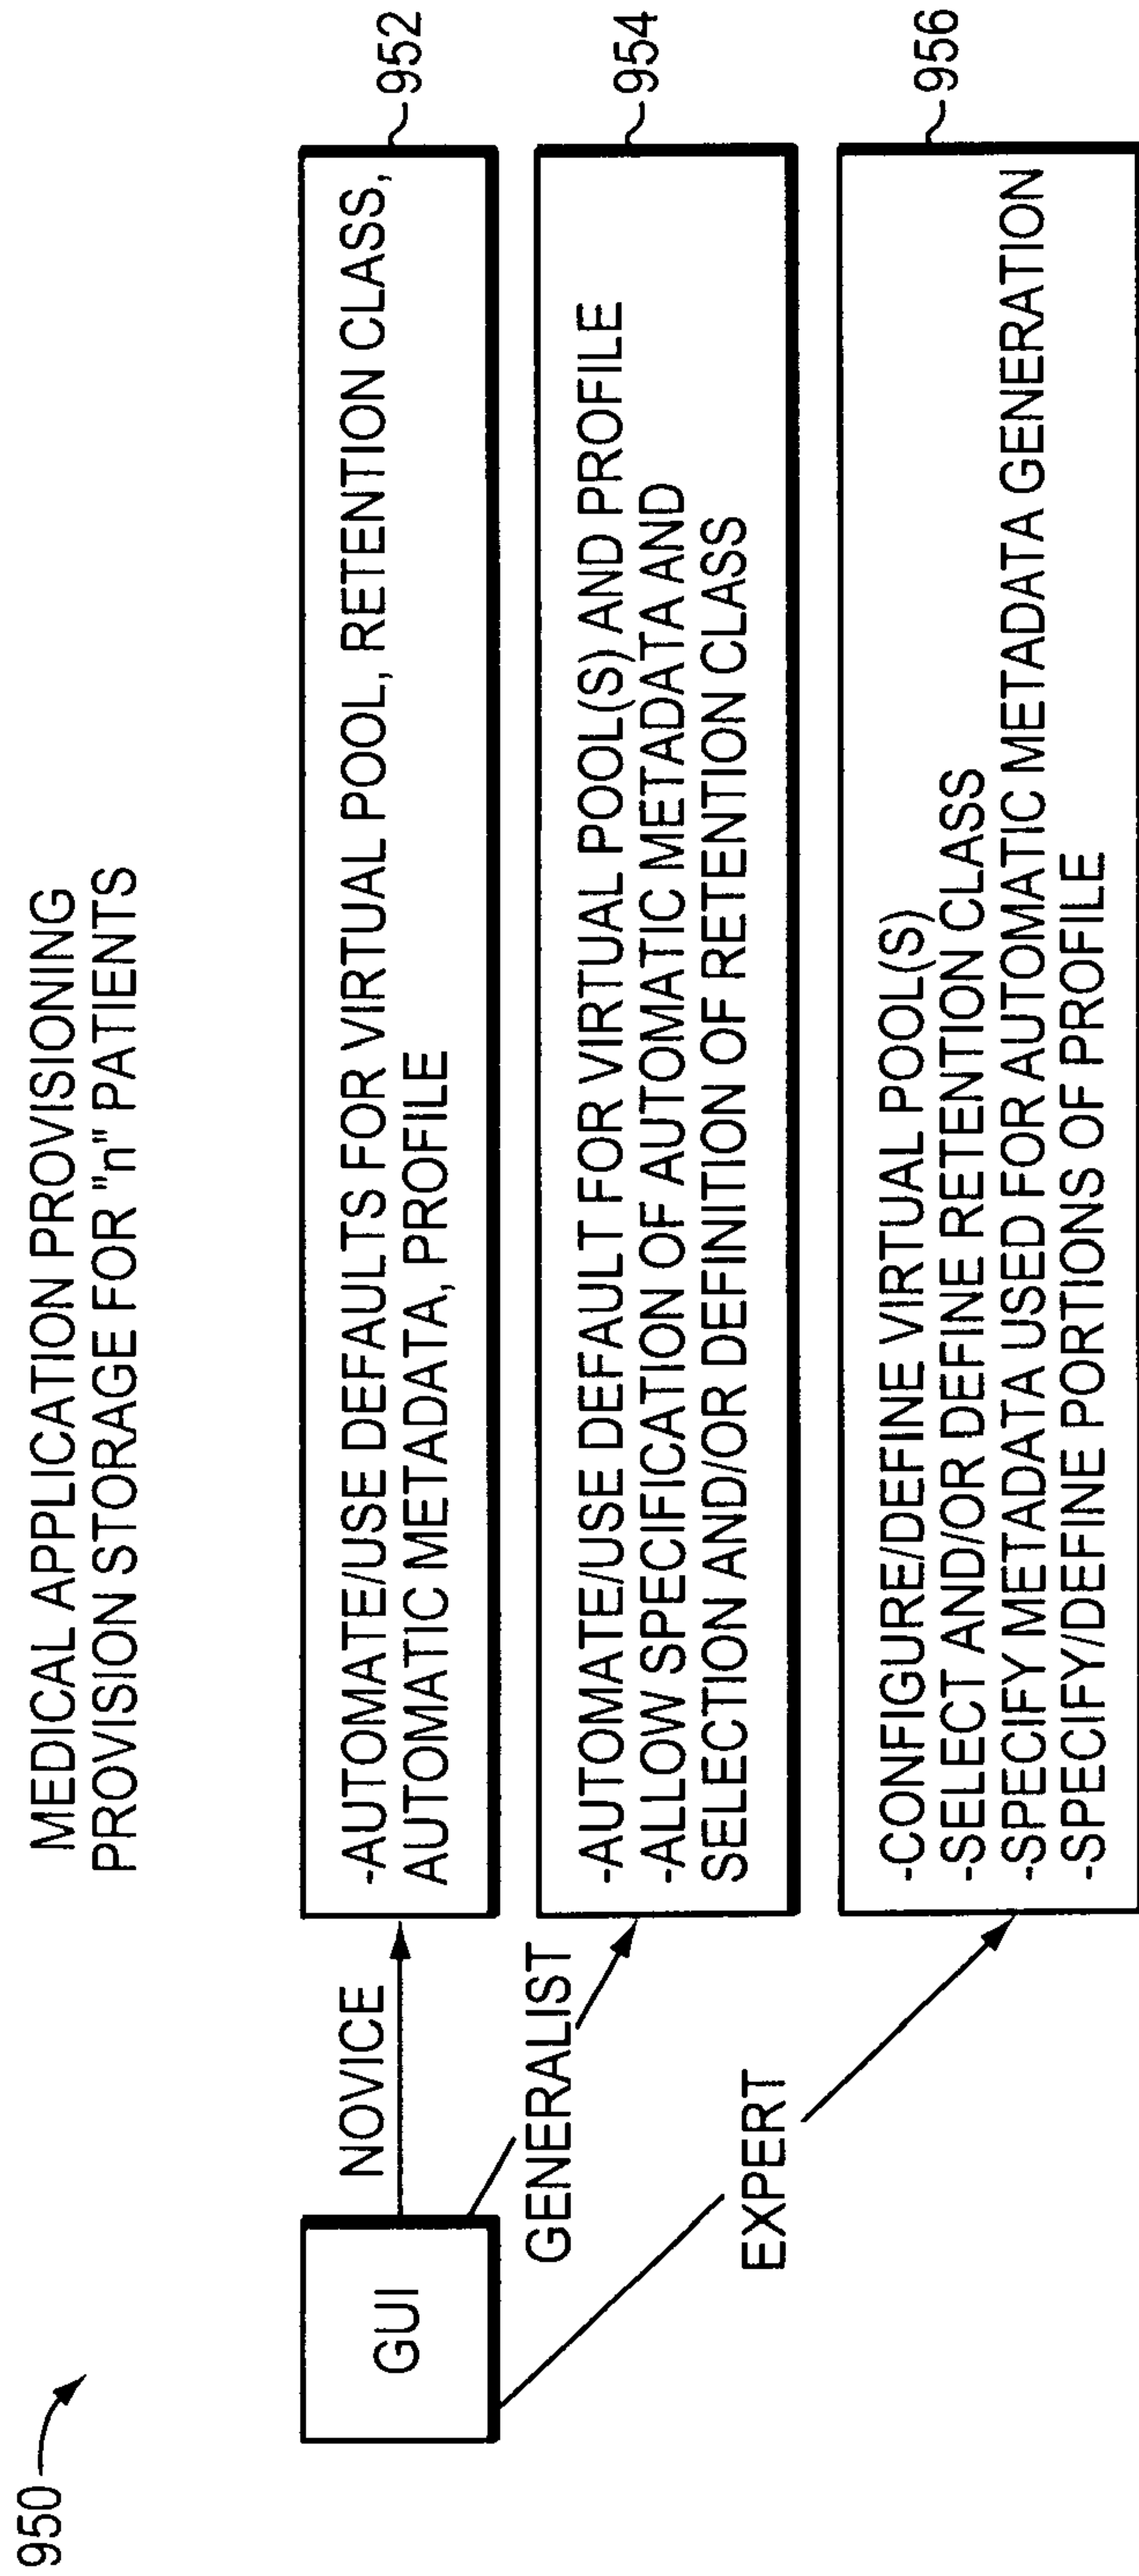 950
MEDICAL APPLICATION PROVISIONING
PROVISION STORAGE FOR "n" PATIENTS
GUI
NOVICE
-AUTOMATE/USE DEFAULTS FOR VIRTUAL POOL, RETENTION CLASS,
AUTOMATIC METADATA, PROFILE
952
GENERALIST
-AUTOMATE/USE DEFAULT FOR VIRTUAL POOL(S) AND PROFILE
-ALLOW SPECIFICATION OF AUTOMATIC METADATA AND
SELECTION AND/OR DEFINITION OF RETENTION CLASS
954
EXPERT
-CONFIGURE/DEFINE VIRTUAL POOL(S)
-SELECT AND/OR DEFINE RETENTION CLASS
-SPECIFY METADATA USED FOR AUTOMATIC METADATA GENERATION
-SPECIFY/DEFINE PORTIONS OF PROFILE
956